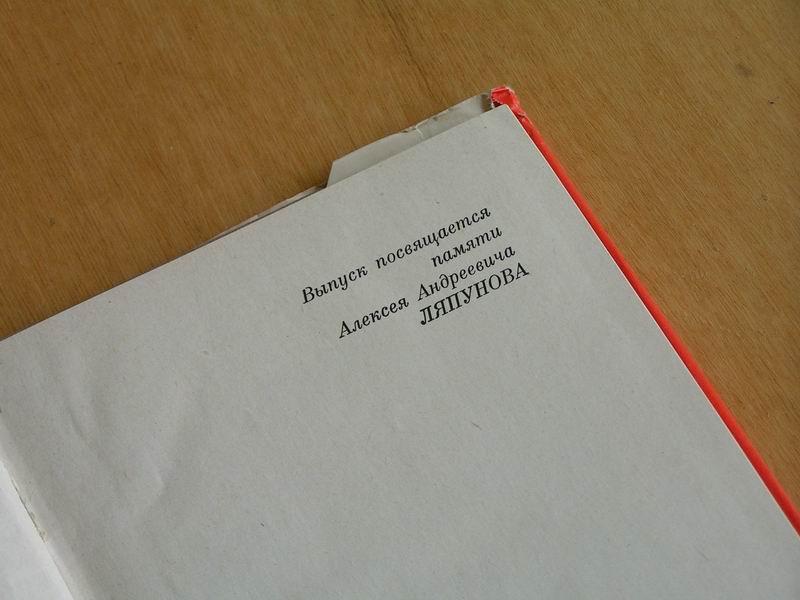 Выпуск посвящается
памяти
Алексея Андреевича
ЛЯПУНОВА